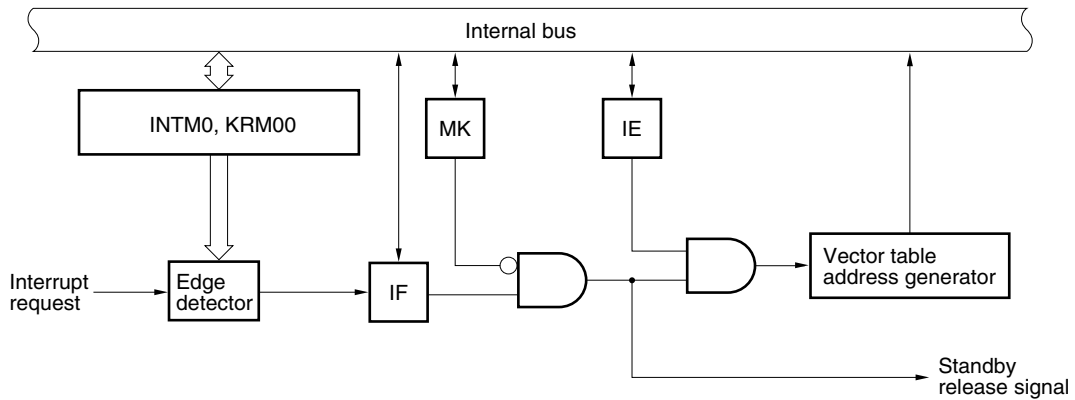 Internal bus
INTM0, KRM00
MK
IE
Interrupt
request
Edge
detector
IF
Vector table
address generator
Standby
release signal